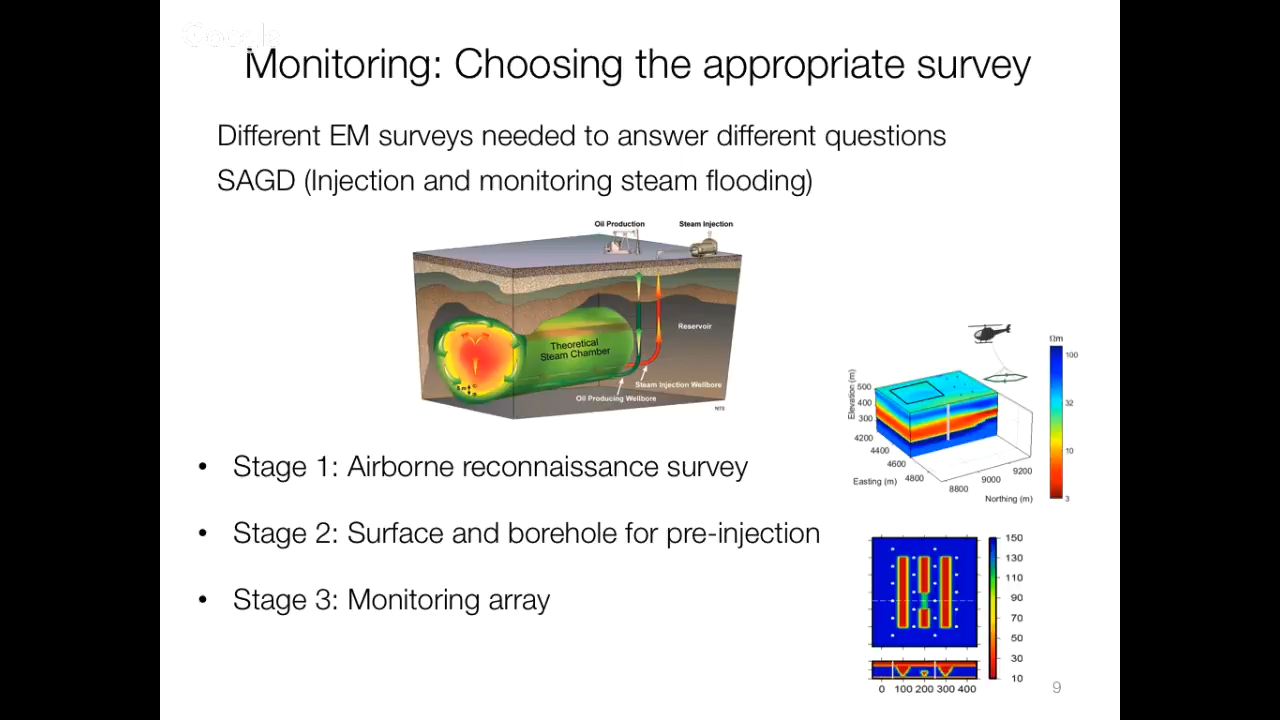 Google
Monitoring: Choosing the appropriate survey
Different EM surveys needed to answer different questions
SAGD (Injection and monitoring steam flooding)
Oil Production
Steam Injection
Reservoir
Theoretical
Steam Chamber
Steam Injection Wellbore
Oil Producing Wellbore
NTS
Ωm
100
32
10
3
Elevation (m)
500
400
300
4200
4400
4600
4800
Easting (m)
8800
9000
9200
Northing (m)
• Stage 1: Airborne reconnaissance survey
• Stage 2: Surface and borehole for pre-injection
• Stage 3: Monitoring array
150
130
110
90
70
50
30
10
0 100 200 300 400
9